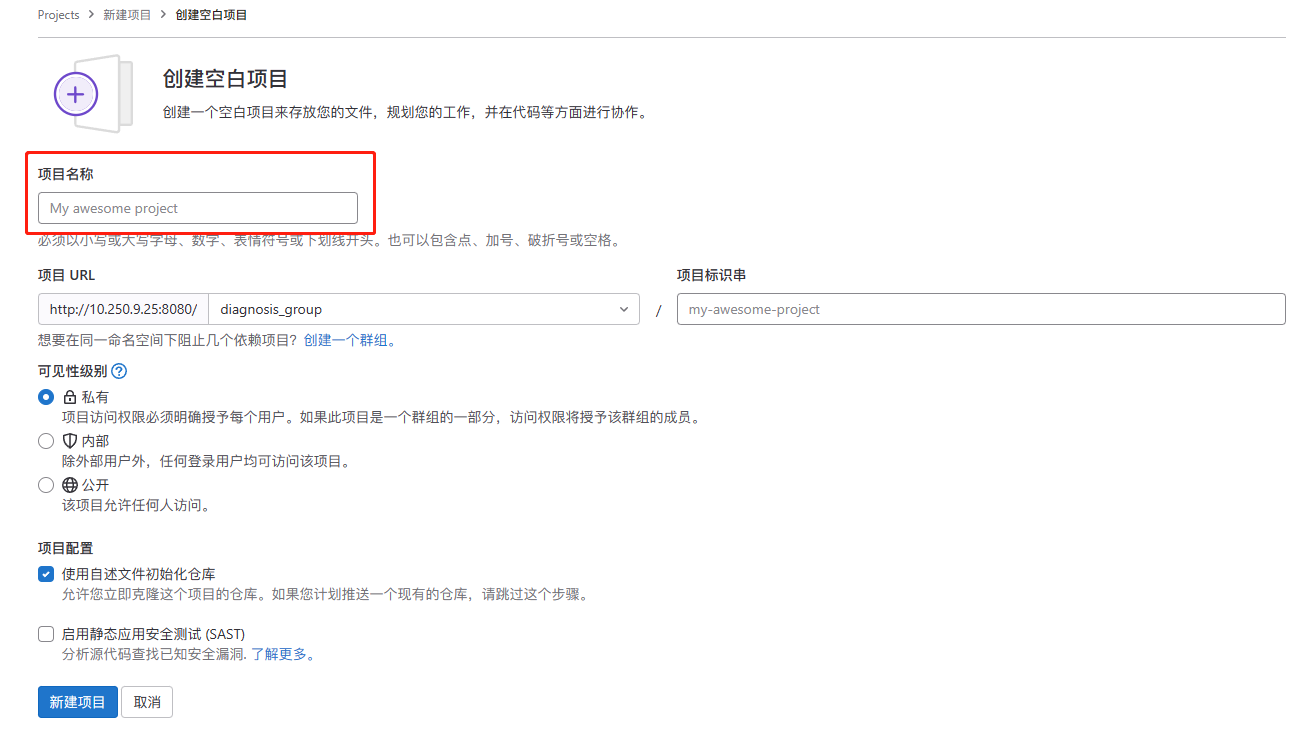 Projects > 新建项目 > 创建空白项目
创建空白项目
创建一个空白项目来存放您的文件，规划您的工作，并在代码等方面进行协作。
项目名称
My awesome project
必须以小写或大写字母、数字、表情符号或下划线开头。也可以包含点、加号、破折号或空格。
项目 URL
http://10.250.9.25:8080/ diagnosis_group
/
项目标识串
my-awesome-project
想要在同一命名空间下阻止几个依赖项目？创建一个群组。
可见性级别
私有
项目访问权限必须明确授予每个用户。如果此项目是一个群组的一部分，访问权限将授予该群组的成员。
内部
除外部用户外，任何登录用户均可访问该项目。
公开
该项目允许任何人访问。
项目配置
使用自述文件初始化仓库
允许您立即克隆这个项目的仓库。如果您计划推送一个现有的仓库，请跳过这个步骤。
启用静态应用安全测试 (SAST)
分析源代码查找已知安全漏洞. 了解更多。
新建项目 取消